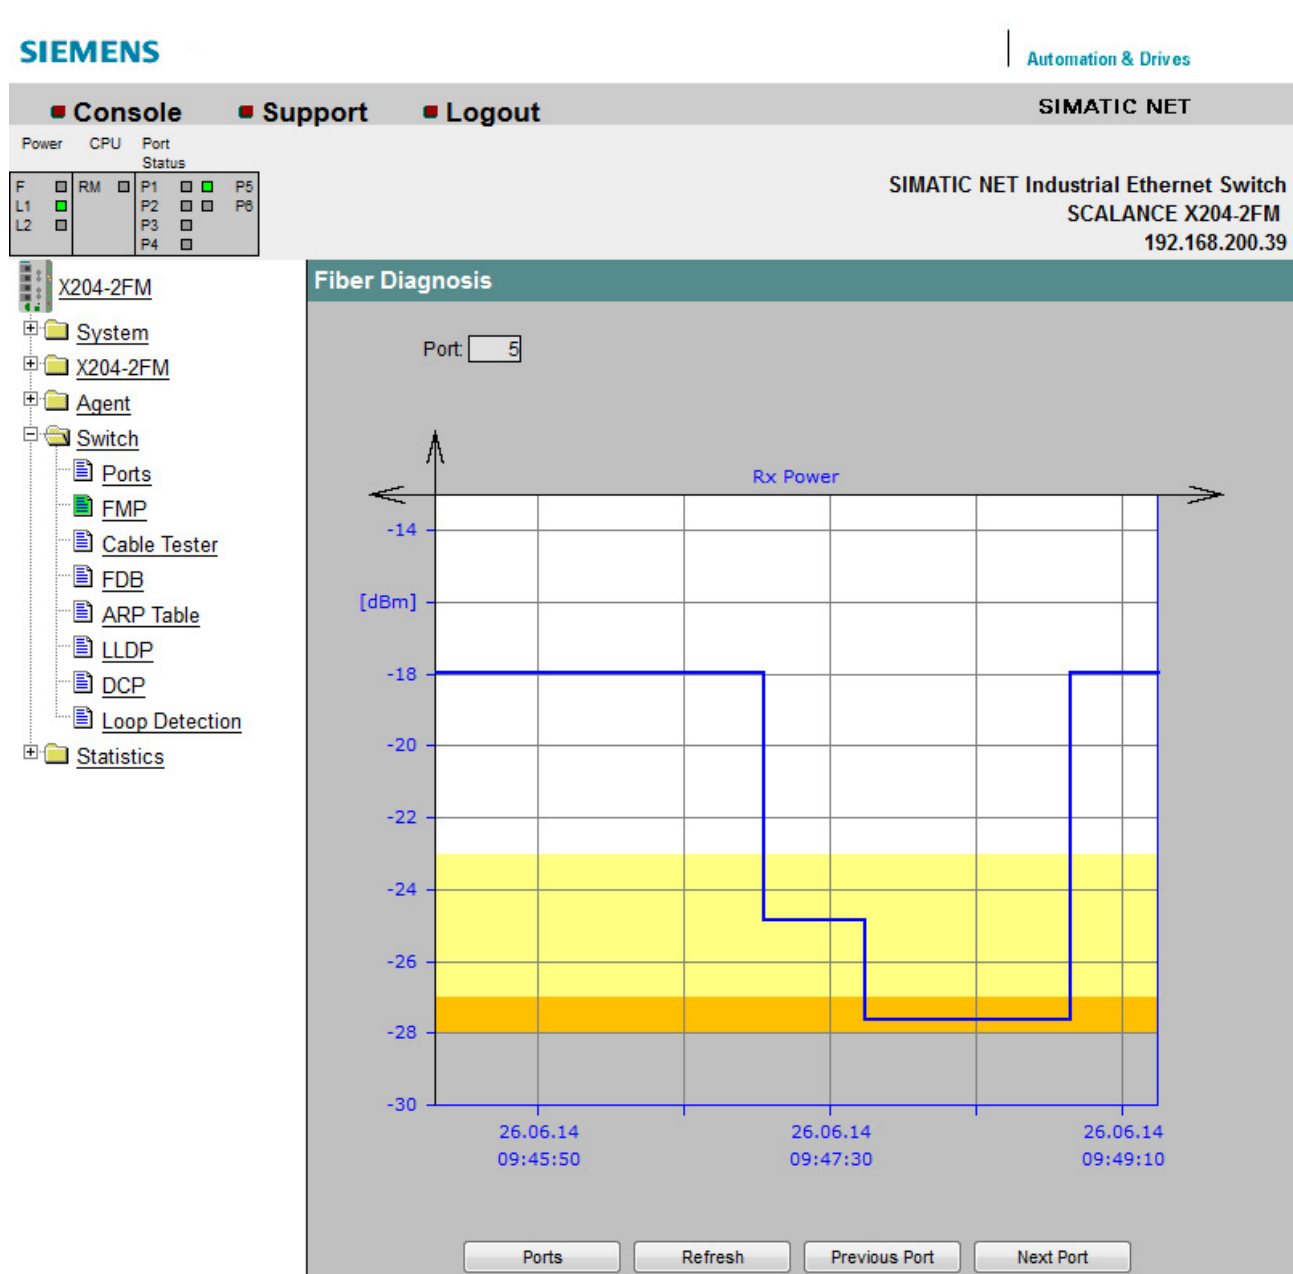 SIEMENS
Automation & Drives
Console Support Logout SIMATIC NET
Power CPU Port Status
F RM P1 P5
L1 P2 P6
L2 P3
P4
SIMATIC NET Industrial Ethernet Switch
SCALANCE X204-2FM
192.168.200.39
X204-2FM
System
X204-2FM
Agent
Switch
Ports
FMP
Cable Tester
FDB
ARP Table
LLDP
DCP
Loop Detection
Statistics
Fiber Diagnosis
Port: 5
Rx Power
-14
[dBm]
-18
-20
-22
-24
-26
-28
-30
26.06.14 26.06.14 26.06.14
09:45:50 09:47:30 09:49:10
Ports Refresh Previous Port Next Port